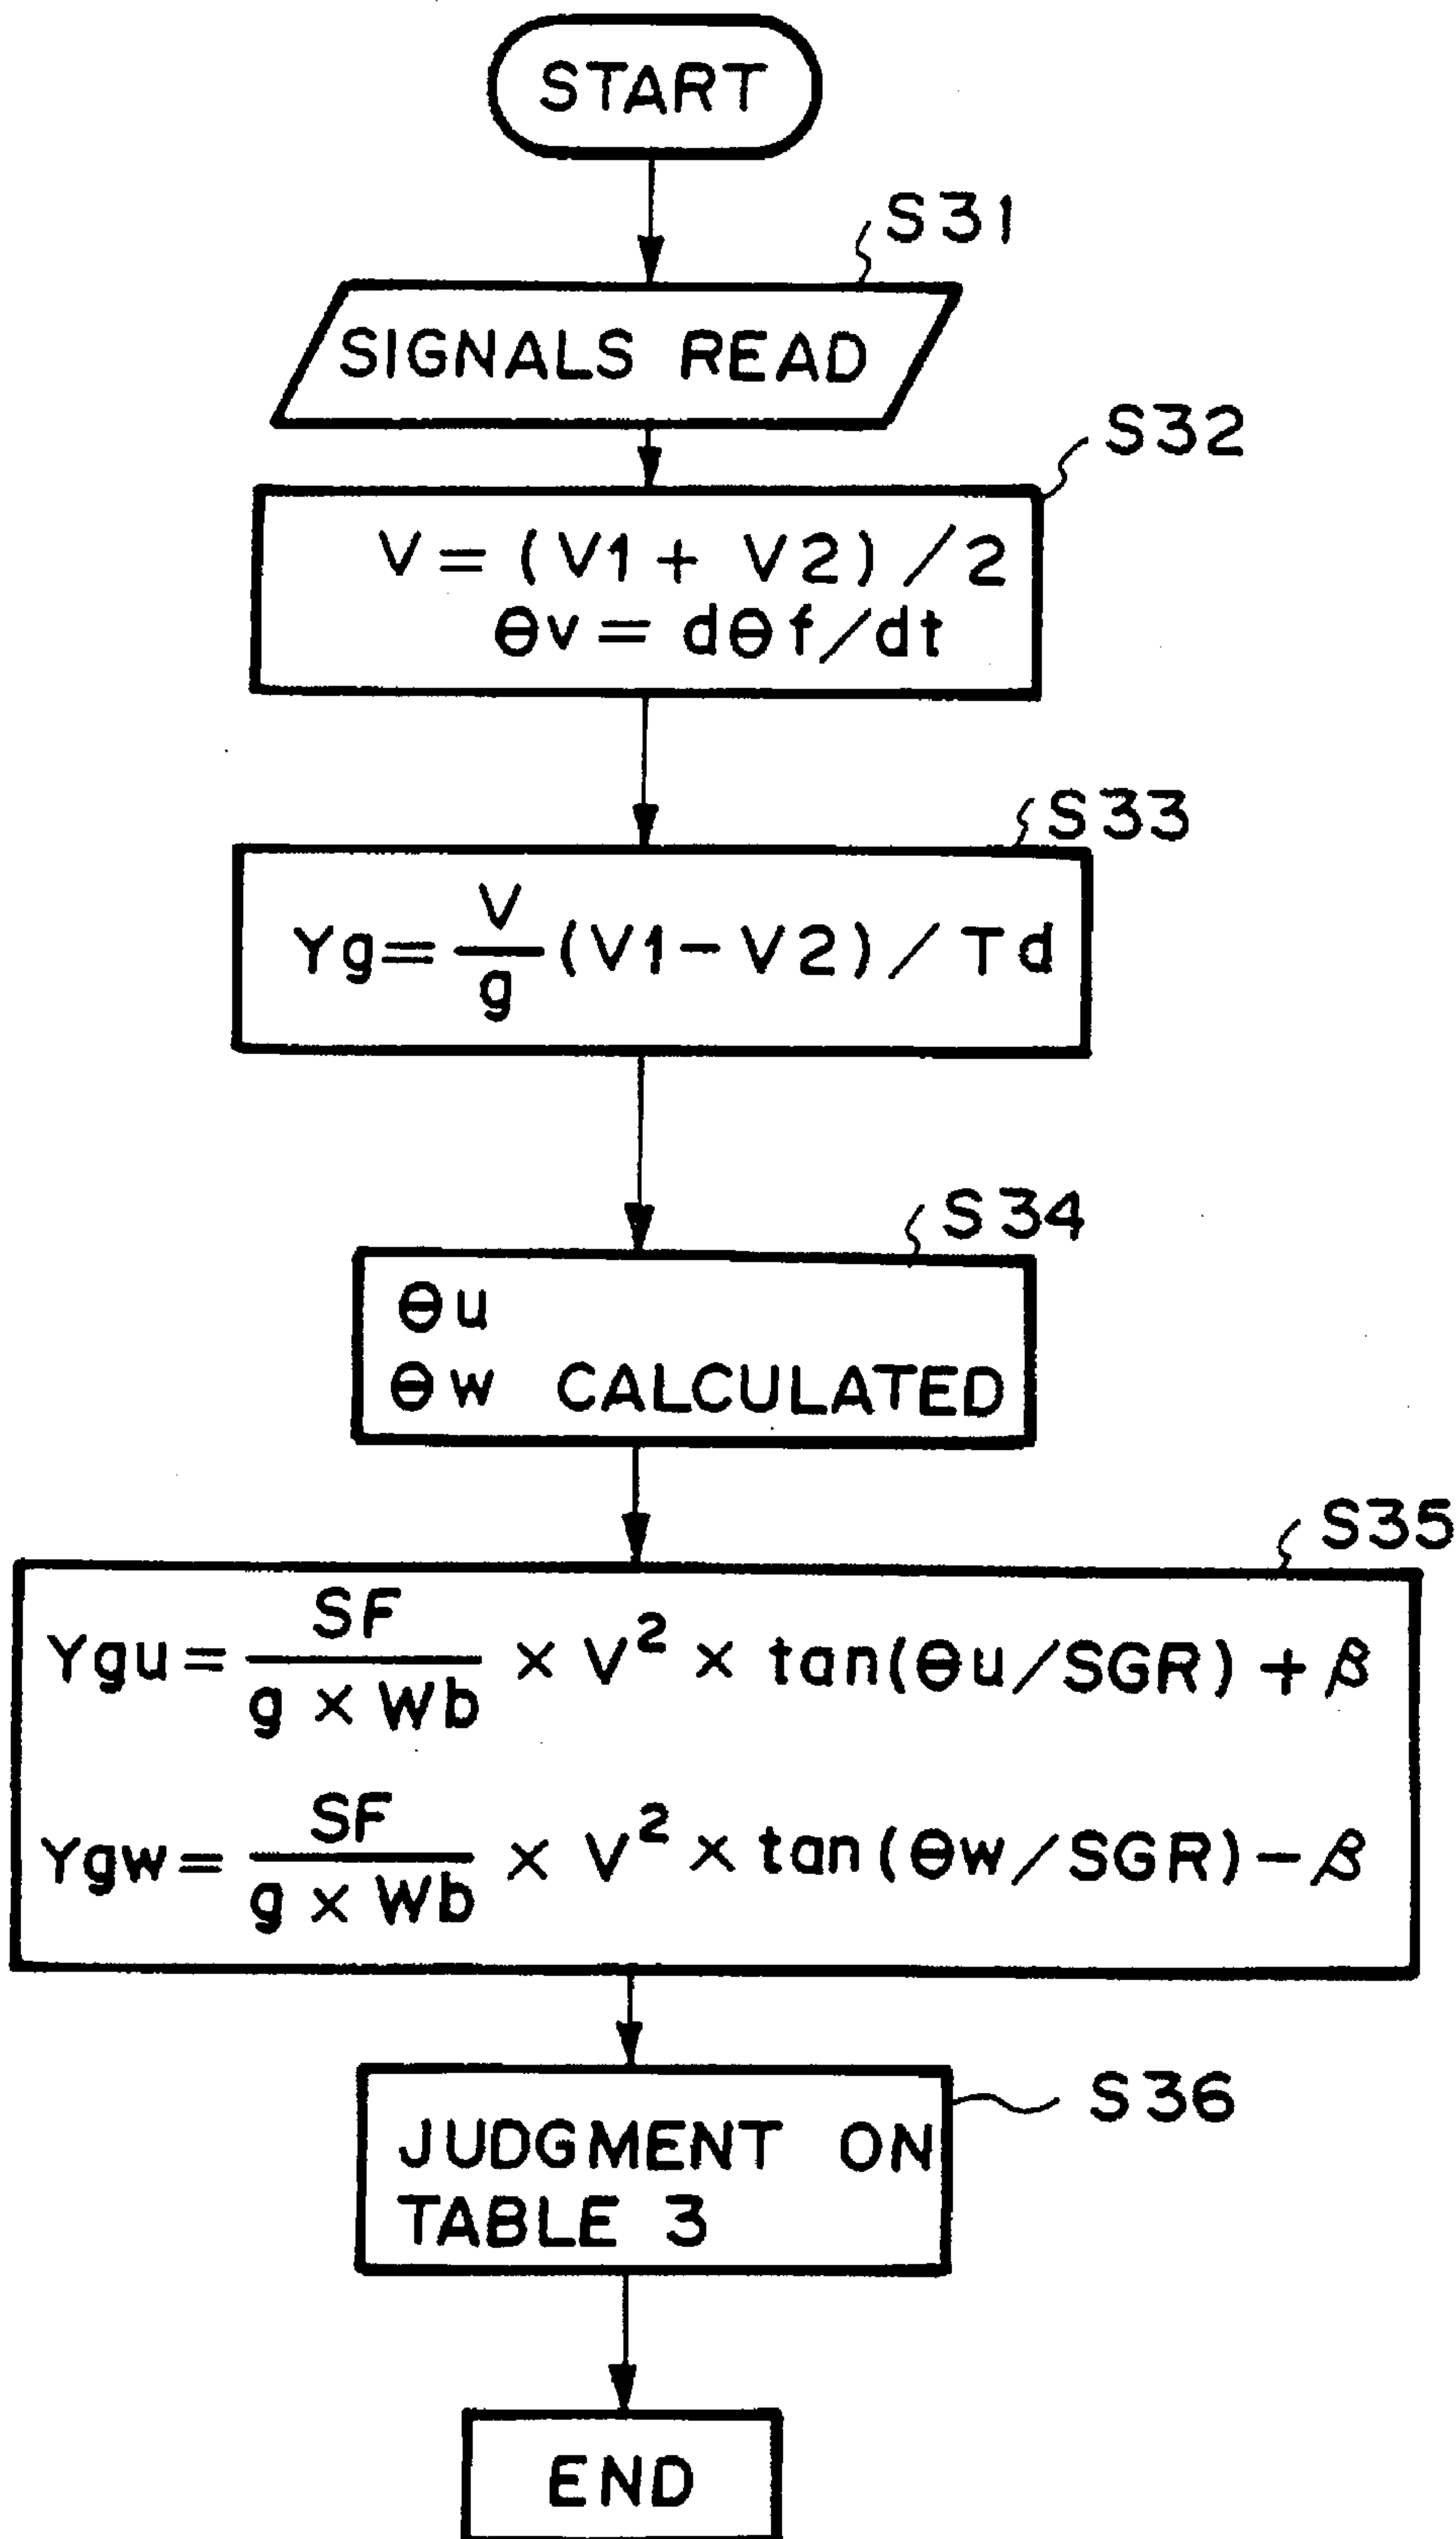 START
S31
SIGNALS READ
S32
V = (V1 + V2) / 2
θv = dθf/dt
S33
Yg = V/g (V1 - V2) / Td
S34
θu
θw CALCULATED
S35
Ygu = SF/(g × Wb) × V² × tan(θu/SGR) + β
Ygw = SF/(g × Wb) × V² × tan(θw/SGR) - β
S36
JUDGMENT ON
TABLE 3
END